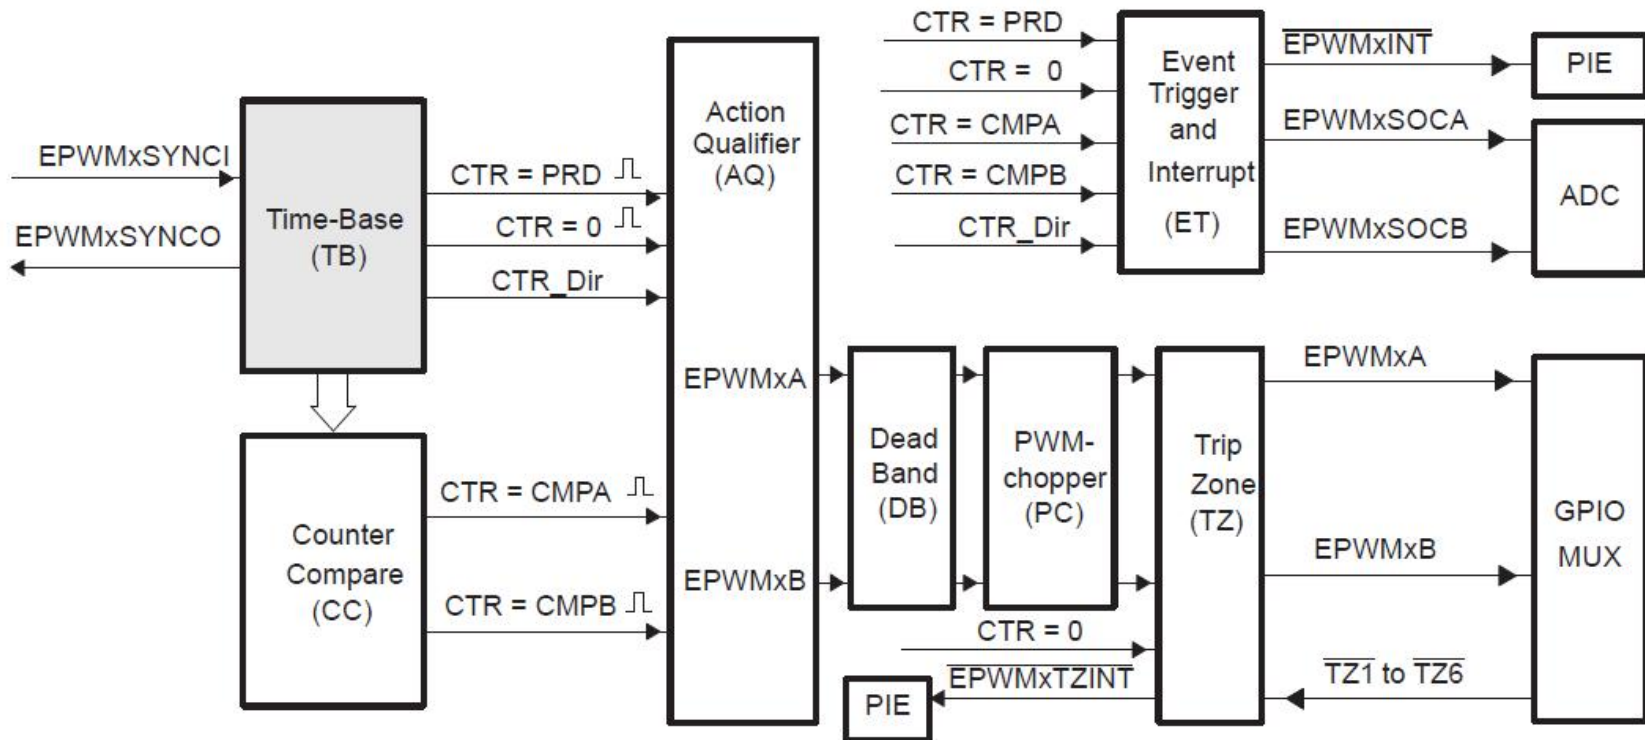 EPWMxSYNCI
EPWMxSYNCO
Time-Base
(TB)
CTR = PRD
CTR = 0
CTR_Dir
Counter
Compare
(CC)
CTR = CMPA
CTR = CMPB
Action
Qualifier
(AQ)
EPWMxA
EPWMxB
CTR = PRD
CTR = 0
CTR = CMPA
CTR = CMPB
CTR_Dir
Event
Trigger
and
Interrupt
(ET)
EPWMxINT
EPWMxSOCA
EPWMxSOCB
PIE
ADC
Dead
Band
(DB)
PWM-
chopper
(PC)
Trip
Zone
(TZ)
CTR = 0
EPWMxTZINT
PIE
EPWMxA
EPWMxB
TZ1 to TZ6
GPIO
MUX